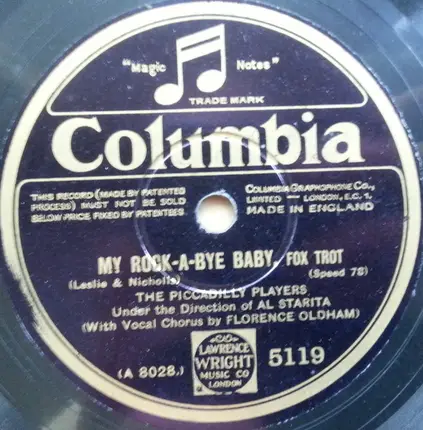 "Magic Notes"
TRADE MARK
Columbia
THIS RECORD (MADE BY PATENTED
PROCESS) MUST NOT BE SOLD
BELOW PRICE FIXED BY PATENTEES.
COLUMBIA GRAPHOPHONE CO.,
LIMITED — LONDON, E.C. 1.
MADE IN ENGLAND
MY ROCK-A-BYE BABY. FOX TROT
(Leslie & Nicholls) (Speed 78)
THE PICCADILLY PLAYERS
Under the Direction of AL STARITA
(With Vocal Chorus by FLORENCE OLDHAM)
(A 8028.)
LAWRENCE
WRIGHT
MUSIC CO
LONDON
5119